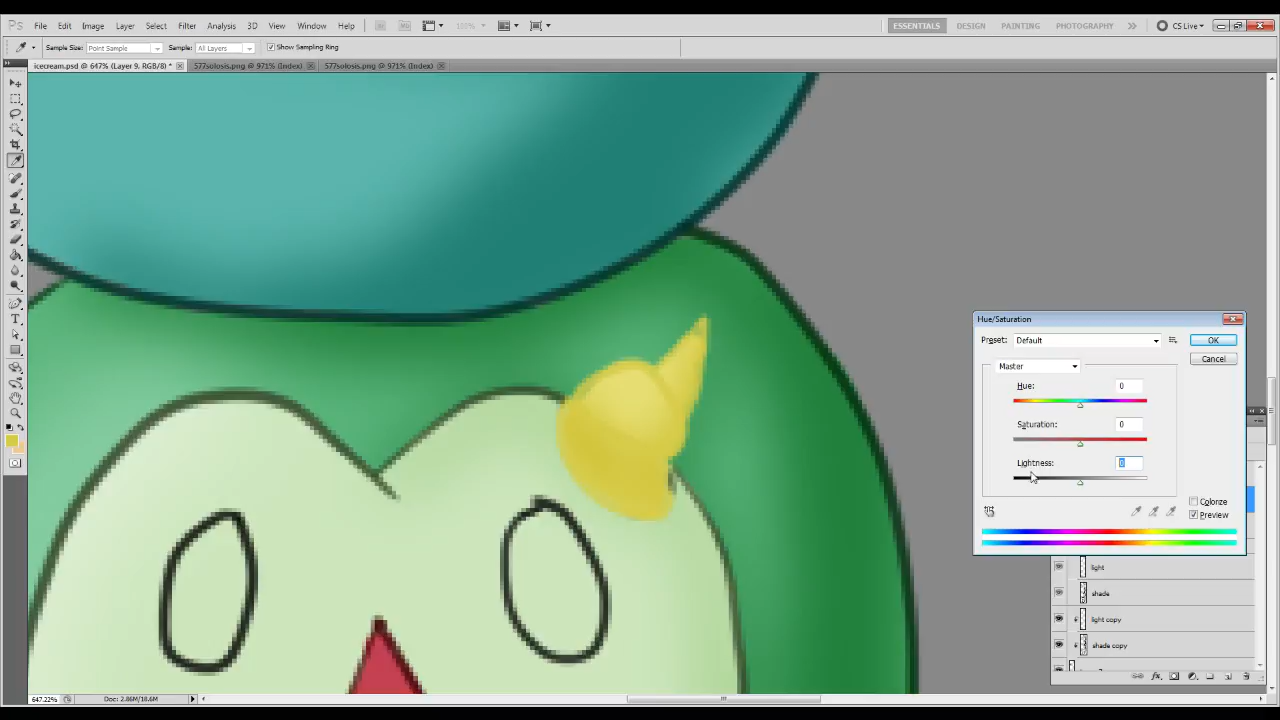 Ps File Edit Image Layer Select Filter Analysis 3D View Window Help
ESSENTIALS DESIGN PAINTING PHOTOGRAPHY CS Live
Sample Size: Point Sample Sample: All Layers Show Sampling Ring
icecream.psd @ 647% (Layer 9, RGB/8) * 577solosis.png @ 971% (Index) 577solosis.png @ 971% (Index)
Hue/Saturation
Preset: Default OK
Cancel
Master
Hue: 0
Saturation: 0
Lightness: 0
Colorize
Preview
light
shade
light copy
shade copy
647.22% Doc: 2.86M/18.6M